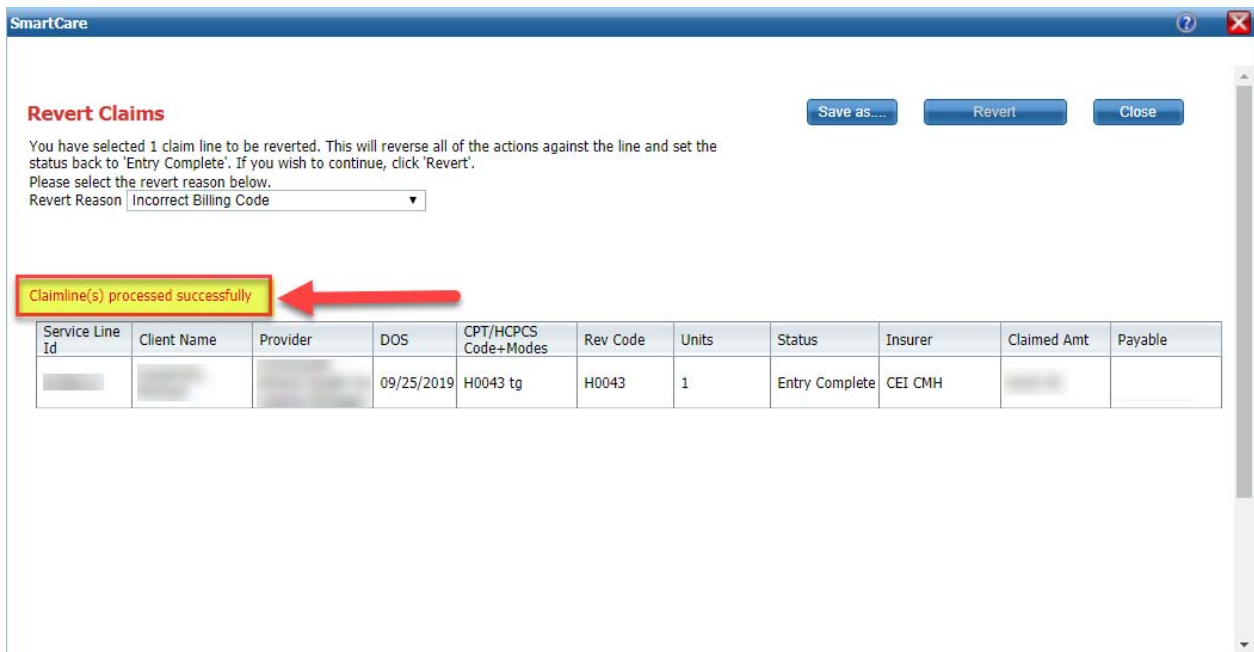 SmartCare
Revert Claims
Save as....
Revert
Close
You have selected 1 claim line to be reverted. This will reverse all of the actions against the line and set the
status back to 'Entry Complete'. If you wish to continue, click 'Revert'.
Please select the revert reason below.
Revert Reason Incorrect Billing Code
Claimline(s) processed successfully
Service Line Id Client Name Provider DOS CPT/HCPCS Code+Modes Rev Code Units Status Insurer Claimed Amt Payable
09/25/2019 H0043 tg H0043 1 Entry Complete CEI CMH